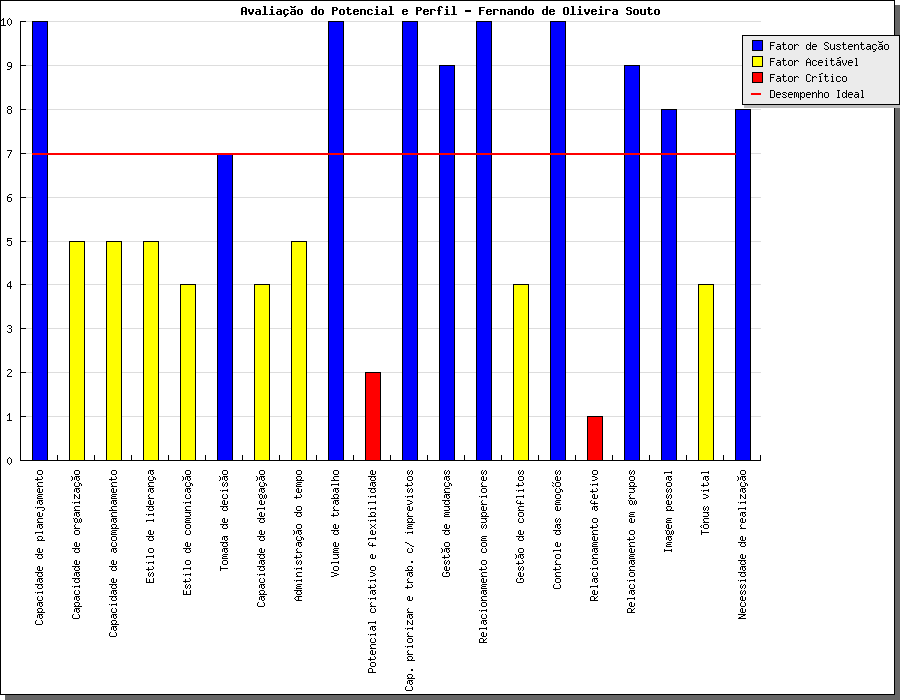 Avaliação do Potencial e Perfil - Fernando de Oliveira Souto
10
9
8
7
6
5
4
3
2
1
0
Fator de Sustentação
Fator Aceitável
Fator Crítico
Desempenho Ideal
Capacidade de planejamento
Capacidade de organização
Capacidade de acompanhamento
Estilo de liderança
Estilo de comunicação
Tomada de decisão
Capacidade de delegação
Administração do tempo
Volume de trabalho
Potencial criativo e flexibilidade
Cap. priorizar e trab. c/ imprevistos
Gestão de mudanças
Relacionamento com superiores
Gestão de conflitos
Controle das emoções
Relacionamento afetivo
Relacionamento em grupos
Imagem pessoal
Tônus vital
Necessidade de realização